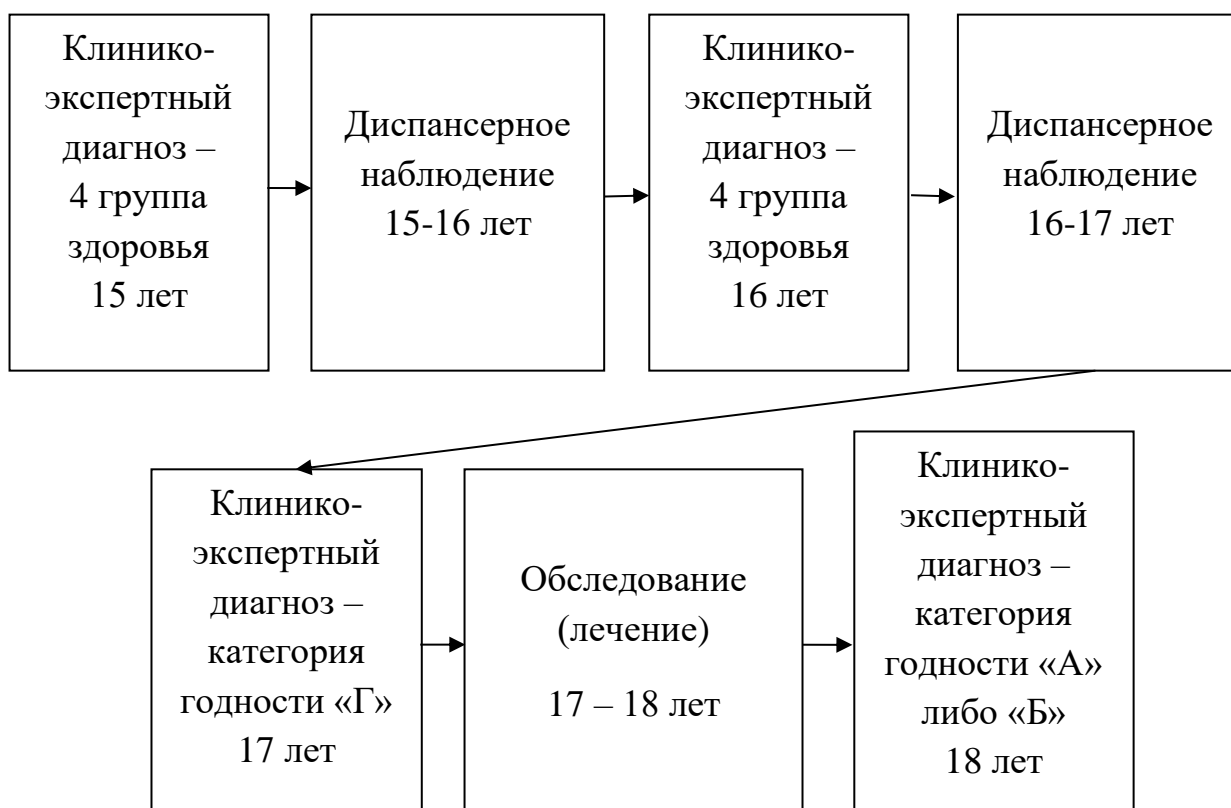 Клинико-
экспертный
диагноз –
4 группа
здоровья
15 лет
Диспансерное
наблюдение
15-16 лет
Клинико-
экспертный
диагноз –
4 группа
здоровья
16 лет
Диспансерное
наблюдение
16-17 лет
Клинико-
экспертный
диагноз –
категория
годности «Г»
17 лет
Обследование
(лечение)
17 – 18 лет
Клинико-
экспертный
диагноз –
категория
годности «А»
либо «Б»
18 лет